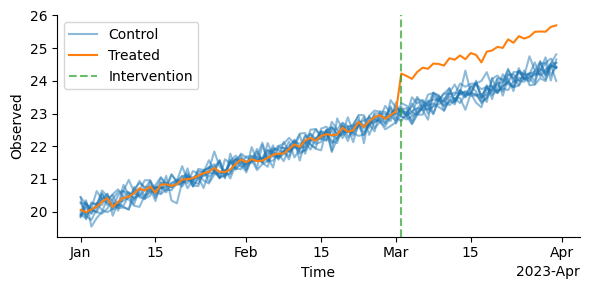 26
25
24
23
22
21
20
Observed
Control
Treated
Intervention
Jan 15 Feb 15 Mar 15 Apr
Time
2023-Apr